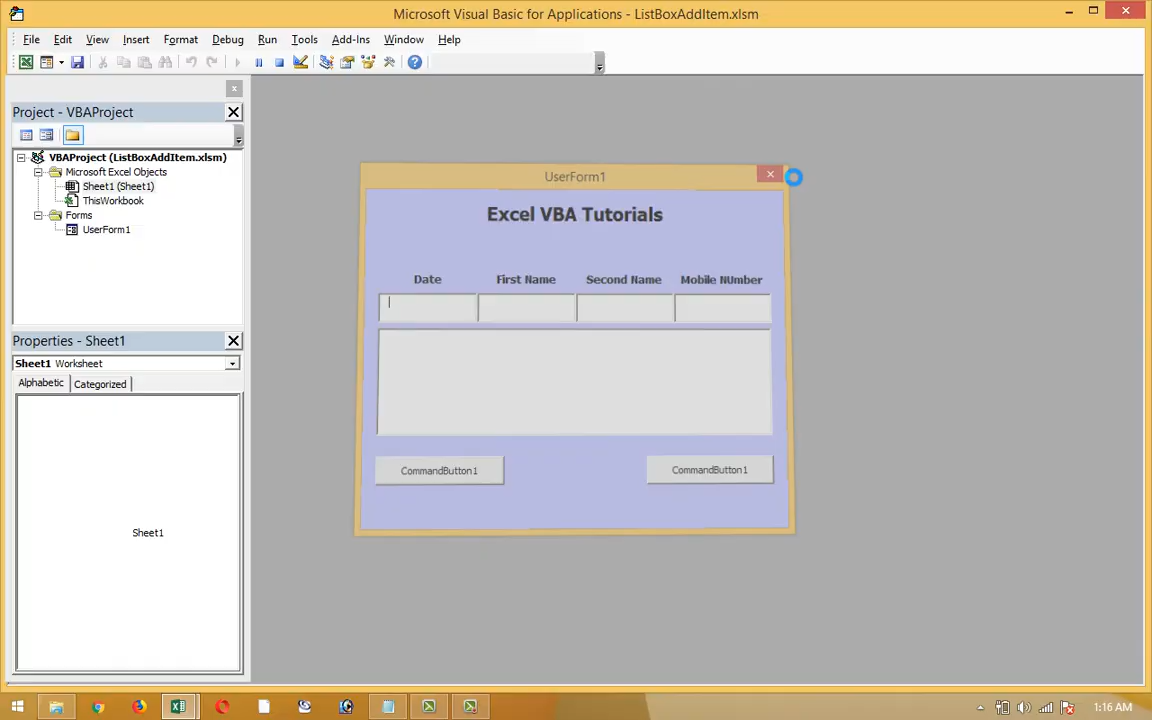 Microsoft Visual Basic for Applications - ListBoxAddItem.xlsm
File Edit View Insert Format Debug Run Tools Add-Ins Window Help
Project - VBAProject
VBAProject (ListBoxAddItem.xlsm)
Microsoft Excel Objects
Sheet1 (Sheet1)
ThisWorkbook
Forms
UserForm1
Properties - Sheet1
Sheet1 Worksheet
Alphabetic Categorized
Sheet1
UserForm1
Excel VBA Tutorials
Date First Name Second Name Mobile NUmber
CommandButton1 CommandButton1
1:16 AM